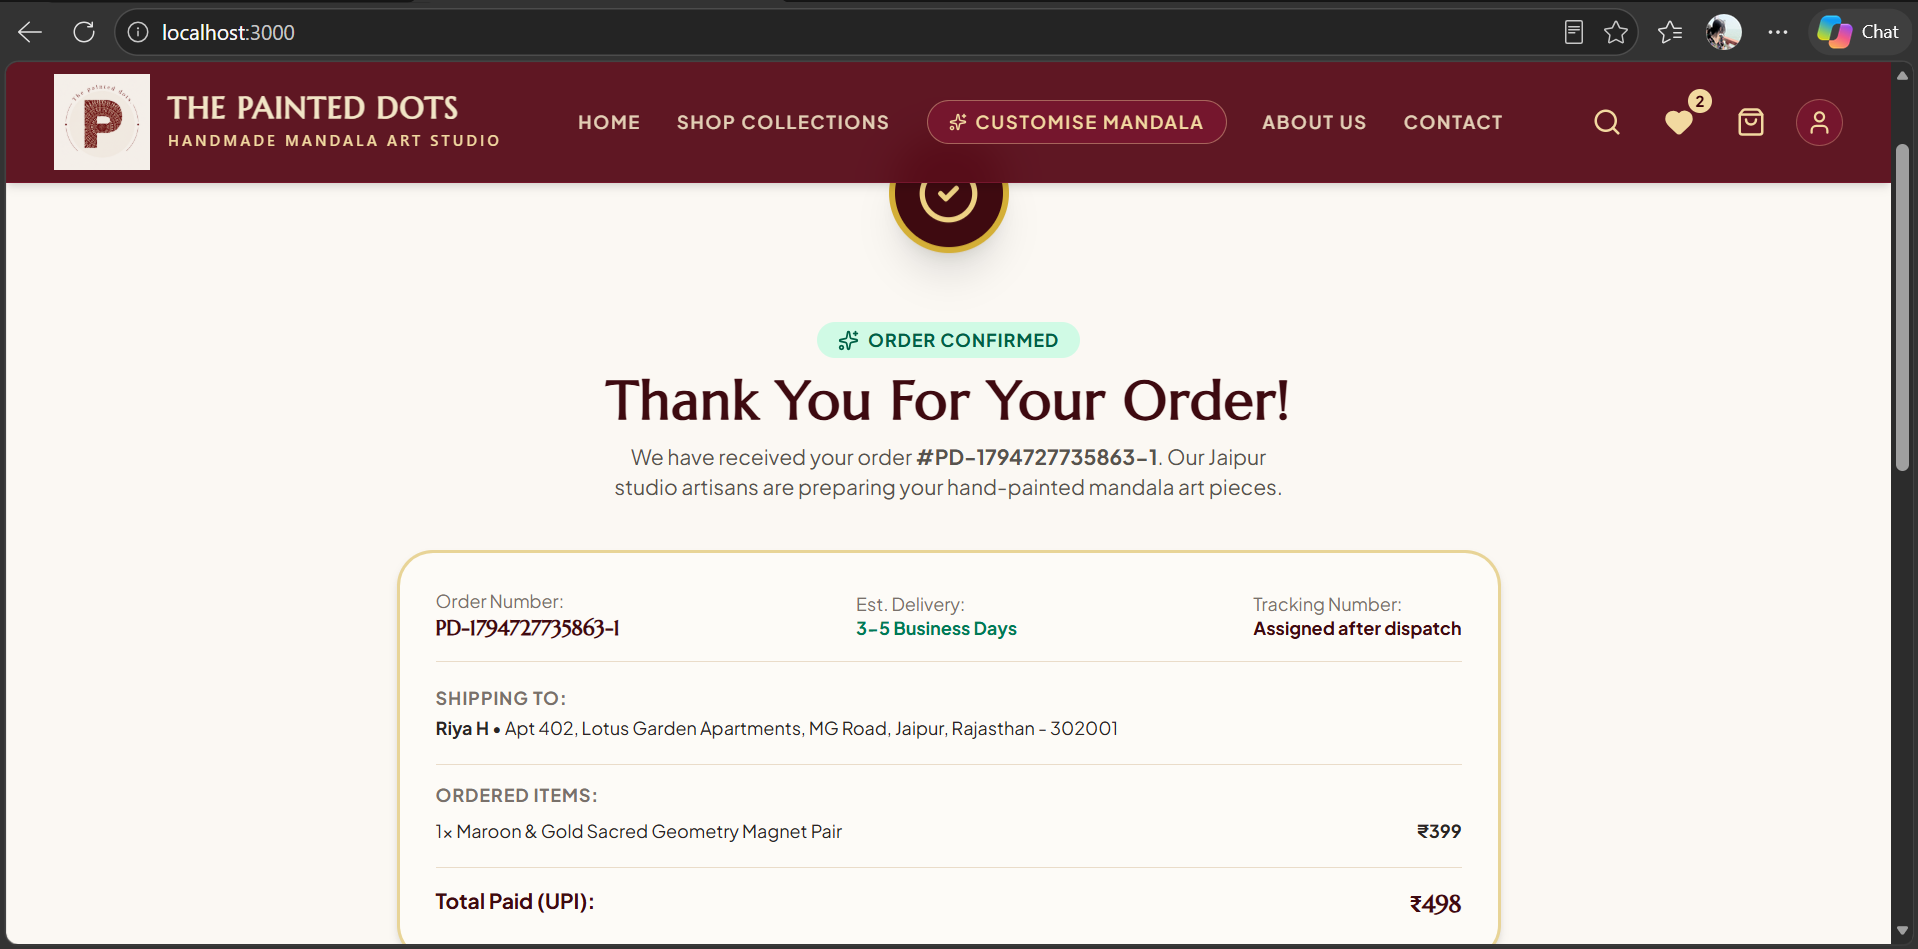 localhost:3000
Chat
The painted dots
P
THE PAINTED DOTS
HANDMADE MANDALA ART STUDIO
HOME
SHOP COLLECTIONS
CUSTOMISE MANDALA
ABOUT US
CONTACT
2
ORDER CONFIRMED
Thank You For Your Order!
We have received your order #PD-1794727735863-1. Our Jaipur
studio artisans are preparing your hand-painted mandala art pieces.
Order Number:
PD-1794727735863-1
Est. Delivery:
3-5 Business Days
Tracking Number:
Assigned after dispatch
SHIPPING TO:
Riya H • Apt 402, Lotus Garden Apartments, MG Road, Jaipur, Rajasthan - 302001
ORDERED ITEMS:
1x Maroon & Gold Sacred Geometry Magnet Pair ₹399
Total Paid (UPI): ₹498